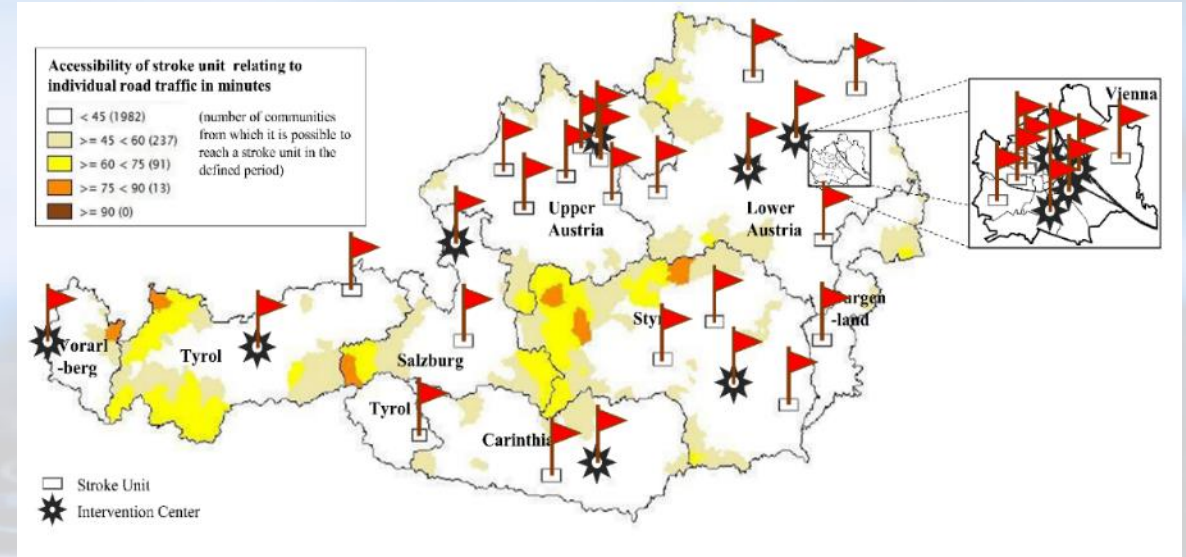 Accessibility of stroke unit relating to
individual road traffic in minutes
< 45 (1982)
>= 45 < 60 (237)
>= 60 < 75 (91)
>= 75 < 90 (13)
>= 90 (0)
(number of communities
from which it is possible to
reach a stroke unit in the
defined period)
Vienna
Upper
Austria
Lower
Austria
argen
-land
Sty
Vorarl
-berg
Tyrol
Salzburg
Tyrol
Carinthia
Stroke Unit
Intervention Center